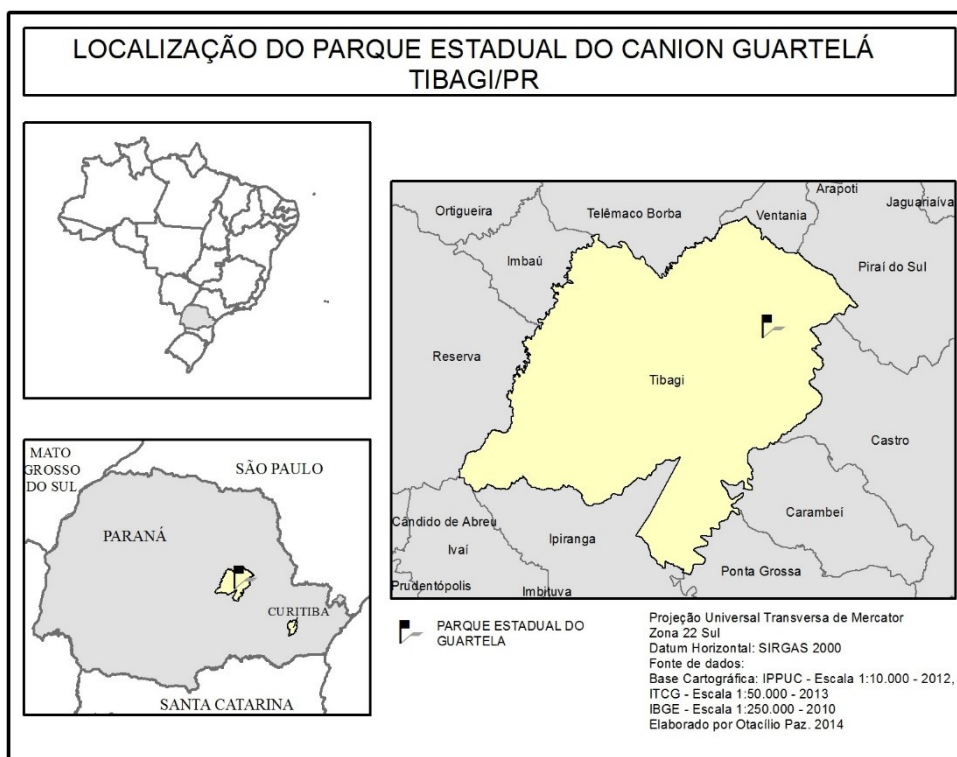 LOCALIZAÇÃO DO PARQUE ESTADUAL DO CANION GUARTELÁ
TIBAGI/PR
MATO
GROSSO
DO SUL
SÃO PAULO
PARANÁ
CURITIBA
SANTA CATARINA
Ortigueira
Telêmaco Borba
Ventania
Arapoti
Jaguariaíva
Imbaú
Piraí do Sul
Reserva
Tibagi
Castro
Cândido de Abreu
Ivaí
Ipiranga
Carambeí
Prudentópolis
Imbituva
Ponta Grossa
PARQUE ESTADUAL DO
GUARTELA
Projeção Universal Transversa de Mercator
Zona 22 Sul
Datum Horizontal: SIRGAS 2000
Fonte de dados:
Base Cartográfica: IPPUC - Escala 1:10.000 - 2012,
ITCG - Escala 1:50.000 - 2013
IBGE - Escala 1:250.000 - 2010
Elaborado por Otacílio Paz. 2014